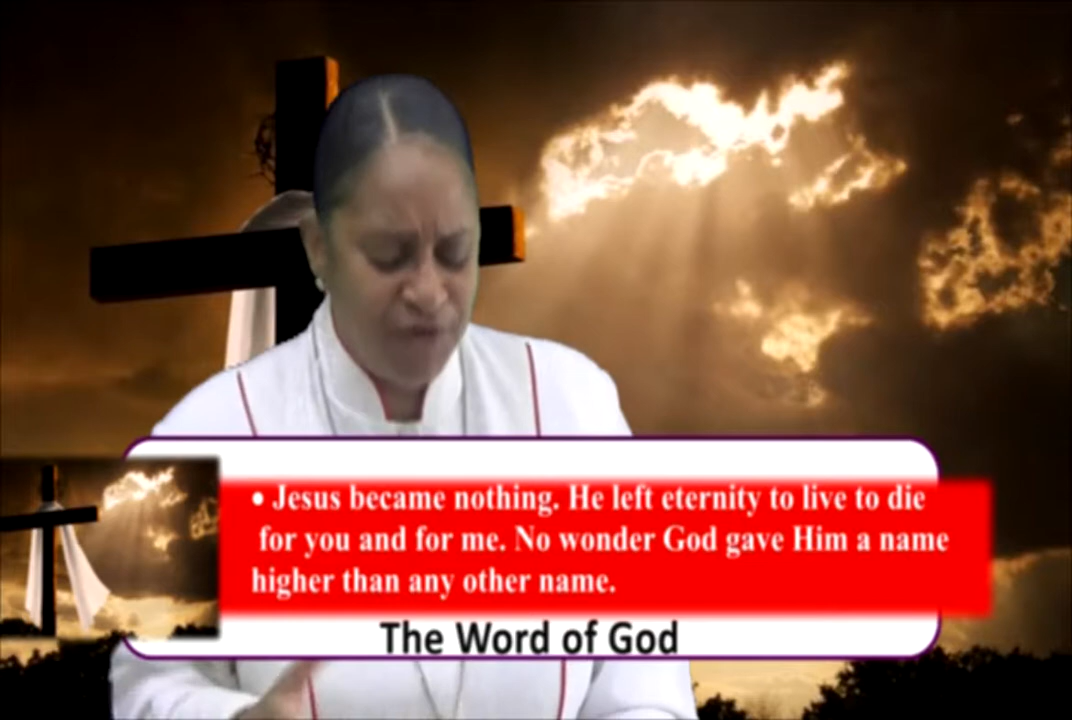 • Jesus became nothing. He left eternity to live to die
for you and for me. No wonder God gave Him a name
higher than any other name.
The Word of God